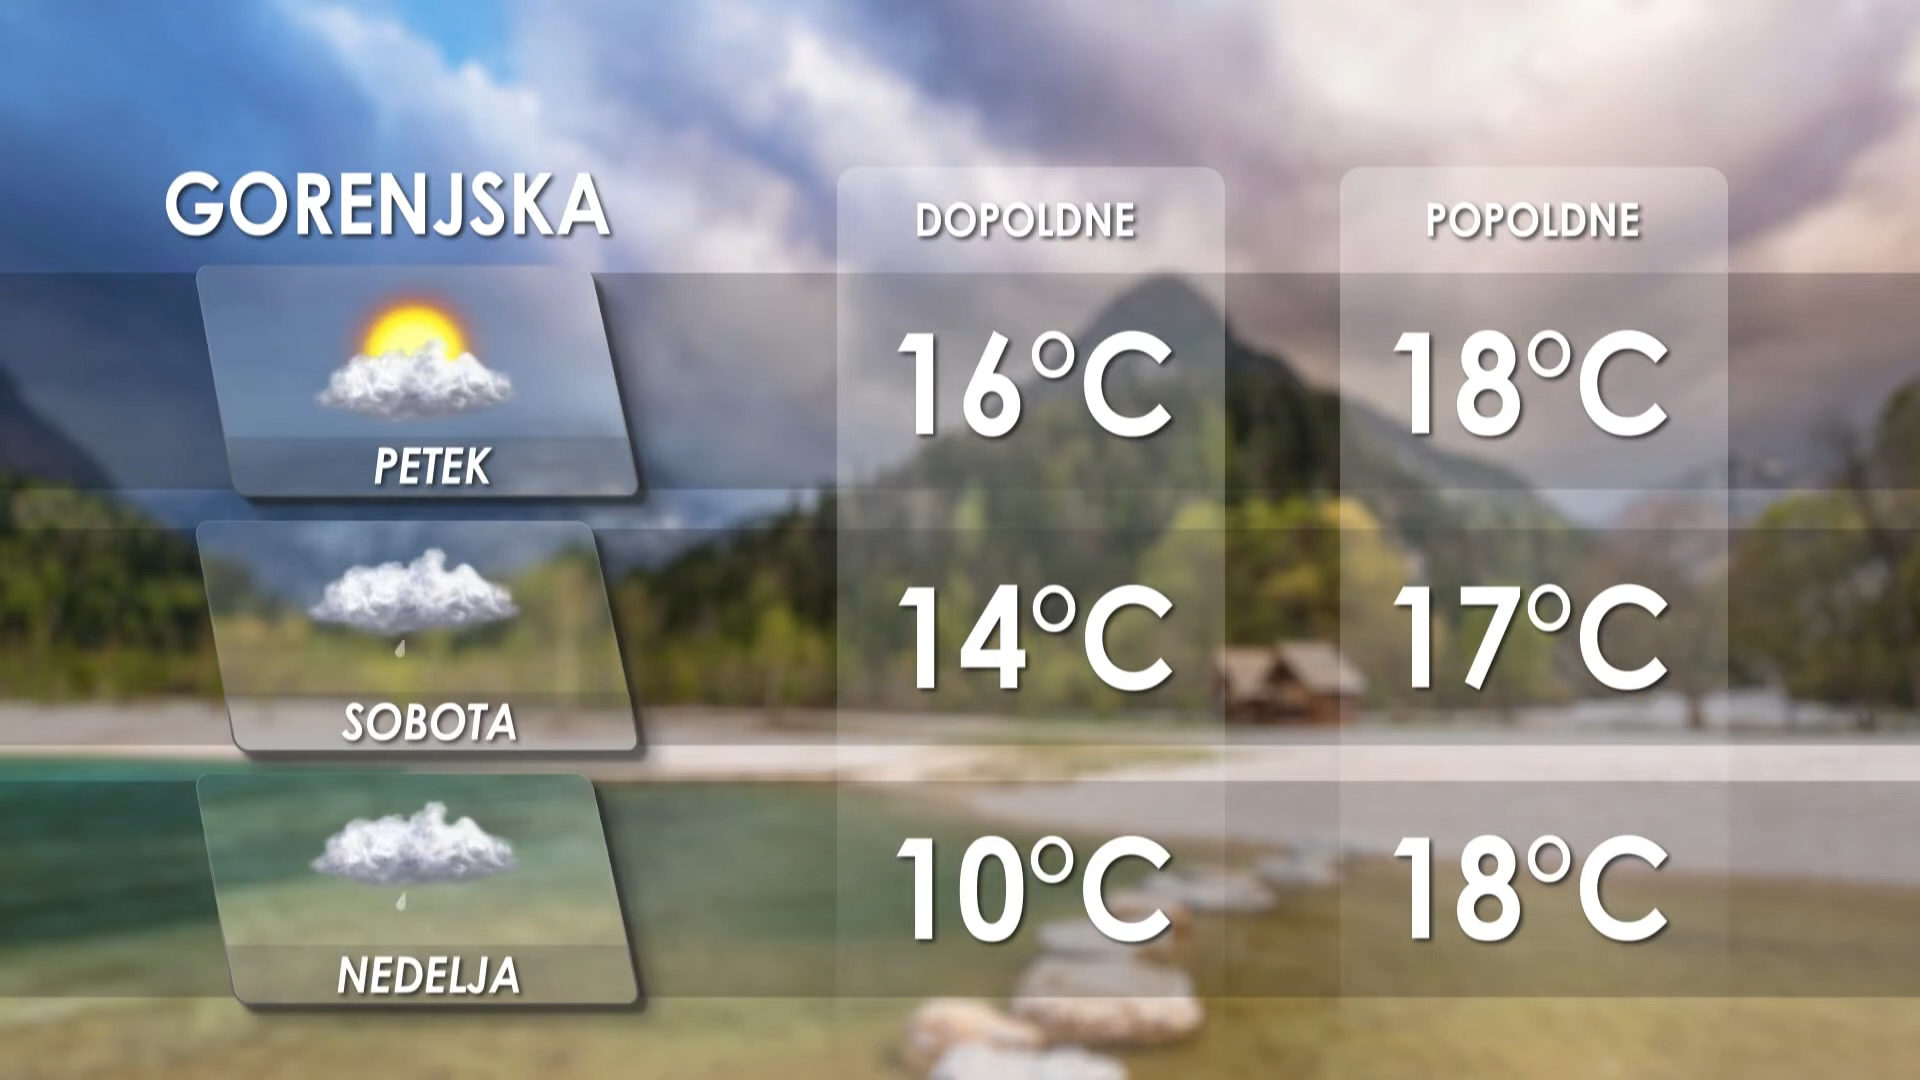 GORENJSKA
DOPOLDNE
POPOLDNE
PETEK
16°C
18°C
SOBOTA
14°C
17°C
NEDELJA
10°C
18°C